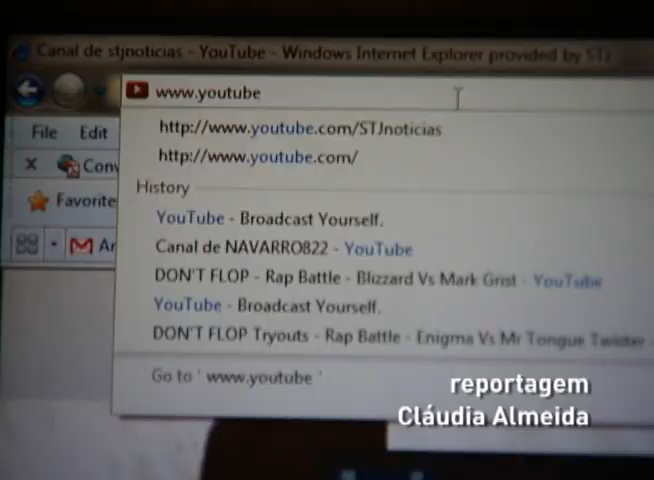 Canal de stjnoticias - YouTube - Windows Internet Explorer provided by STJ
www.youtube
File Edit
http://www.youtube.com/STJnoticias
http://www.youtube.com/
X Conv
History
Favorite
YouTube - Broadcast Yourself.
Canal de NAVARRO822 - YouTube
Ar
DON'T FLOP - Rap Battle - Blizzard Vs Mark Grist - YouTube
YouTube - Broadcast Yourself.
DON'T FLOP Tryouts - Rap Battle - Enigma Vs Mr Tongue Twister -
Go to ' www.youtube '
reportagem
Cláudia Almeida